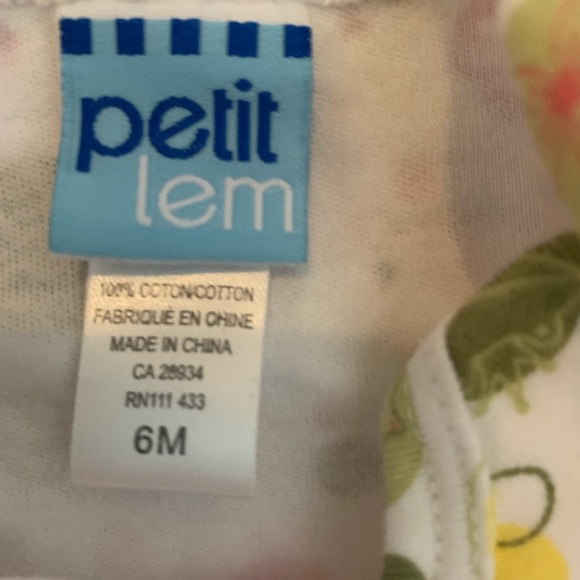 petit
lem
100% COTON/COTTON
FABRIQUÉ EN CHINE
MADE IN CHINA
CA 26934
RN111 433
6M